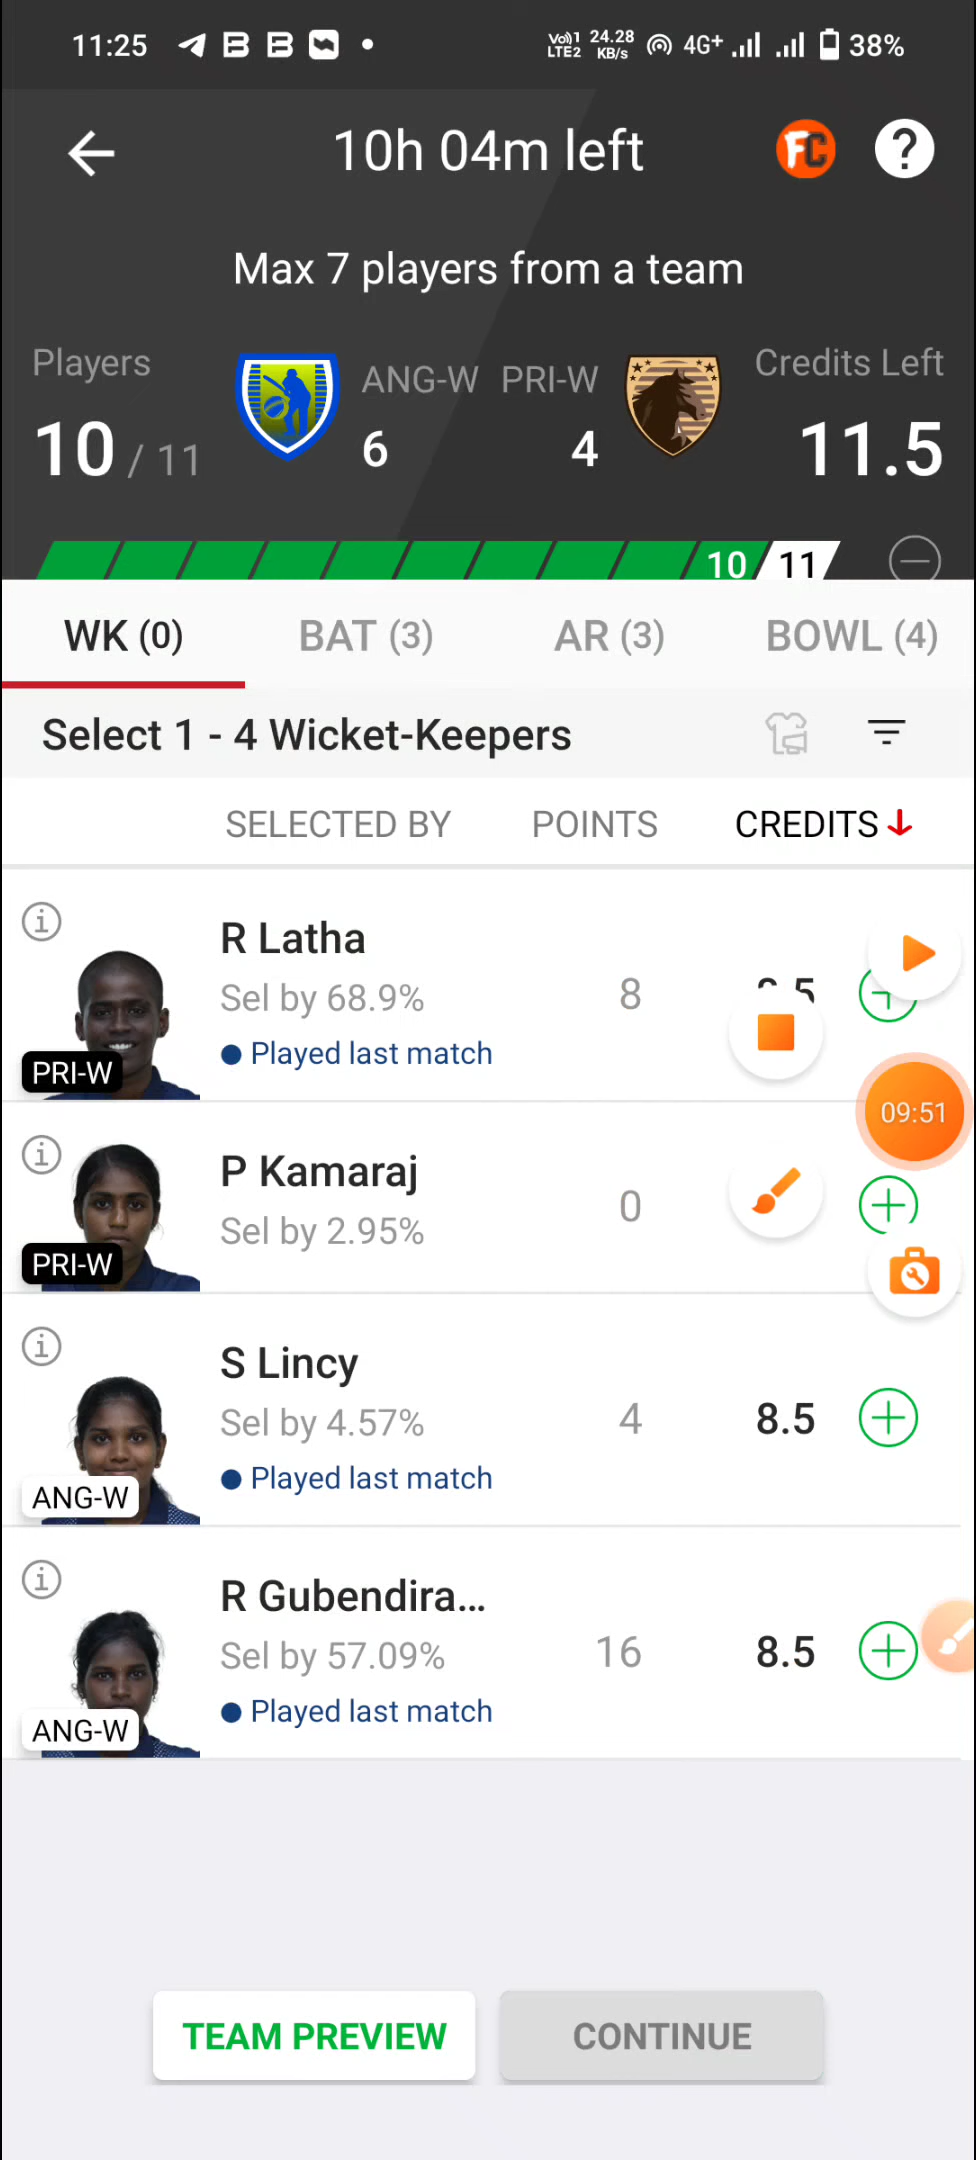 11:25 Vo)) 1 LTE2 24.28 KB/s 4G+ 38%
10h 04m left FC ?
Max 7 players from a team
Players ANG-W PRI-W Credits Left
10 / 11 6 4 11.5
10 11
WK (0) BAT (3) AR (3) BOWL (4)
Select 1 - 4 Wicket-Keepers
SELECTED BY POINTS CREDITS
R Latha
Sel by 68.9% 8
Played last match
PRI-W
09:51
P Kamaraj
Sel by 2.95% 0
PRI-W
S Lincy
Sel by 4.57% 4 8.5
Played last match
ANG-W
R Gubendira...
Sel by 57.09% 16 8.5
Played last match
ANG-W
TEAM PREVIEW CONTINUE